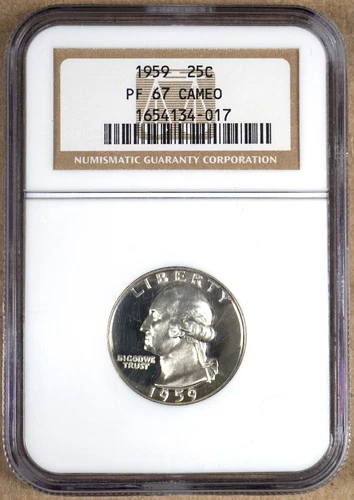 1959 25C
PF 67 CAMEO
1654134-017
NUMISMATIC GUARANTY CORPORATION
LIBERTY
IN GOD WE
TRUST
1959